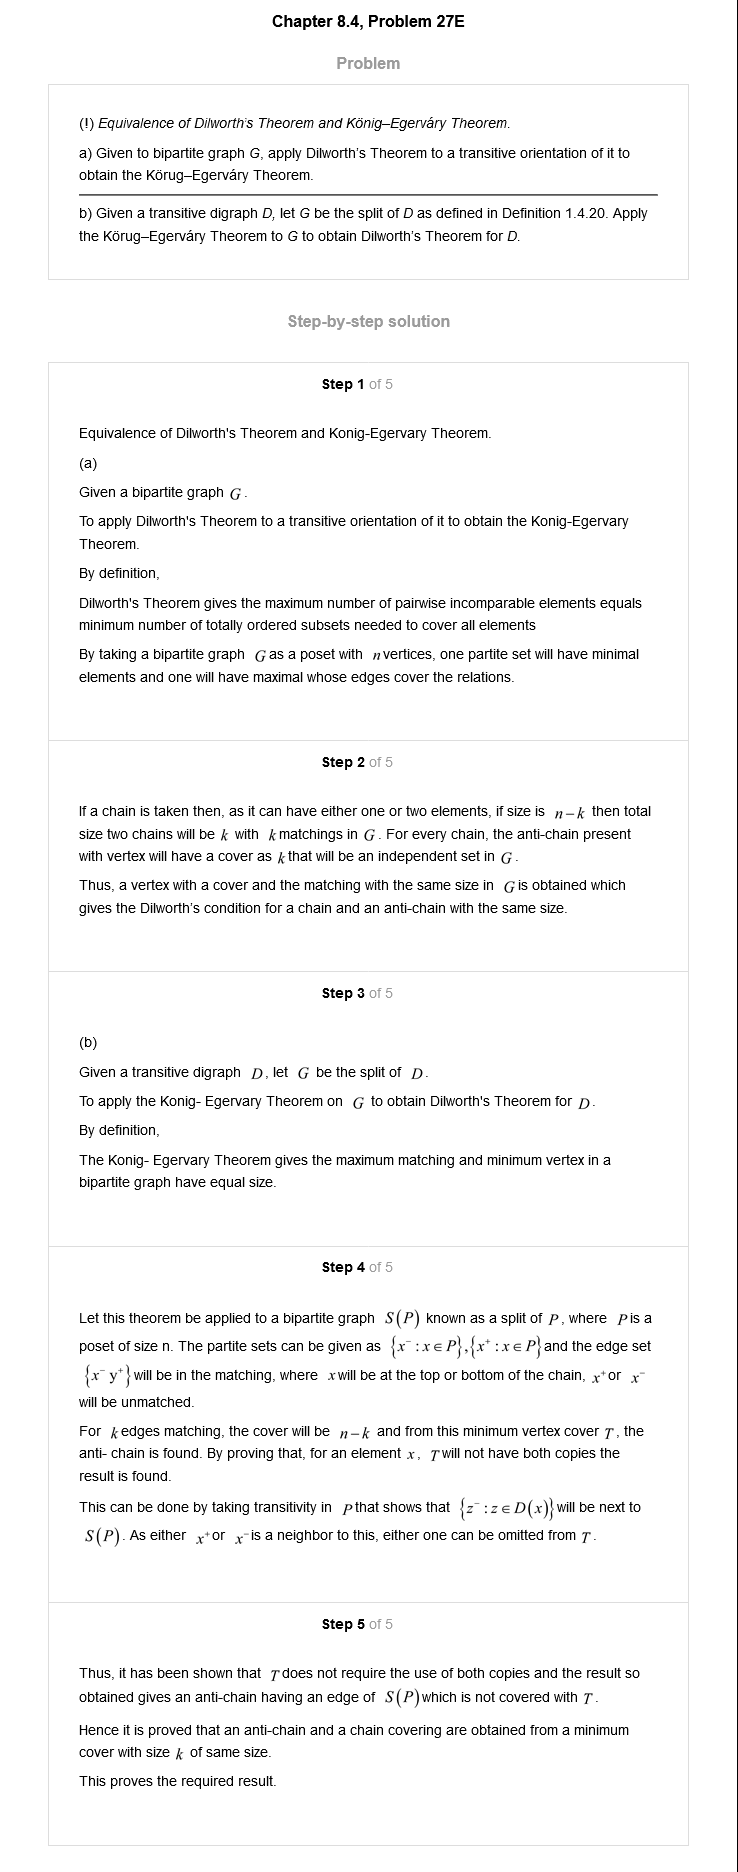 Chapter 8.4, Problem 27E
Problem
(!) Equivalence of Dilworth's Theorem and König–Egerváry Theorem.
a) Given to bipartite graph G, apply Dilworth's Theorem to a transitive orientation of it to
obtain the Körug–Egerváry Theorem.
b) Given a transitive digraph D, let G be the split of D as defined in Definition 1.4.20. Apply
the Körug–Egerváry Theorem to G to obtain Dilworth's Theorem for D.
Step-by-step solution
Step 1 of 5
Equivalence of Dilworth's Theorem and Konig-Egervary Theorem.
(a)
Given a bipartite graph G.
To apply Dilworth's Theorem to a transitive orientation of it to obtain the Konig-Egervary
Theorem.
By definition,
Dilworth's Theorem gives the maximum number of pairwise incomparable elements equals
minimum number of totally ordered subsets needed to cover all elements
By taking a bipartite graph G as a poset with n vertices, one partite set will have minimal
elements and one will have maximal whose edges cover the relations.
Step 2 of 5
If a chain is taken then, as it can have either one or two elements, if size is n−k then total
size two chains will be k with k matchings in G. For every chain, the anti-chain present
with vertex will have a cover as k that will be an independent set in G.
Thus, a vertex with a cover and the matching with the same size in G is obtained which
gives the Dilworth's condition for a chain and an anti-chain with the same size.
Step 3 of 5
(b)
Given a transitive digraph D, let G be the split of D.
To apply the Konig- Egervary Theorem on G to obtain Dilworth's Theorem for D.
By definition,
The Konig- Egervary Theorem gives the maximum matching and minimum vertex in a
bipartite graph have equal size.
Step 4 of 5
Let this theorem be applied to a bipartite graph S(P) known as a split of P, where P is a
poset of size n. The partite sets can be given as {x⁻ : x ∈ P},{x⁺ : x ∈ P} and the edge set
{x⁻ y⁺} will be in the matching, where x will be at the top or bottom of the chain, x⁺ or x⁻
will be unmatched.
For k edges matching, the cover will be n−k and from this minimum vertex cover T, the
anti- chain is found. By proving that, for an element x, T will not have both copies the
result is found.
This can be done by taking transitivity in P that shows that {z⁻ : z ∈ D(x)} will be next to
S(P). As either x⁺ or x⁻ is a neighbor to this, either one can be omitted from T.
Step 5 of 5
Thus, it has been shown that T does not require the use of both copies and the result so
obtained gives an anti-chain having an edge of S(P) which is not covered with T.
Hence it is proved that an anti-chain and a chain covering are obtained from a minimum
cover with size k of same size.
This proves the required result.